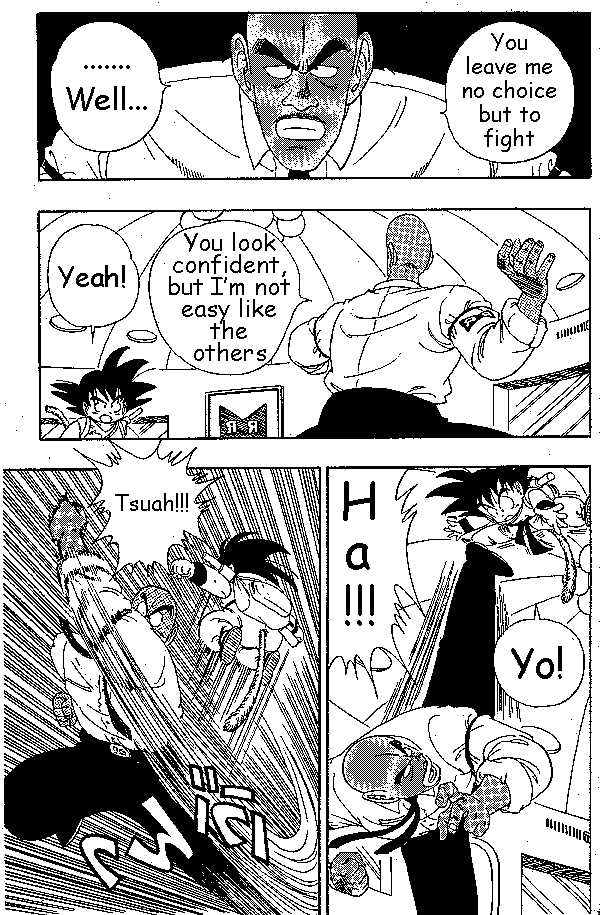 You
leave me
no choice
but to
fight
.......
Well...
You look
confident,
but I'm not
easy like
the
others
Yeah!
Ha!!!
Yo!
Tsuah!!!